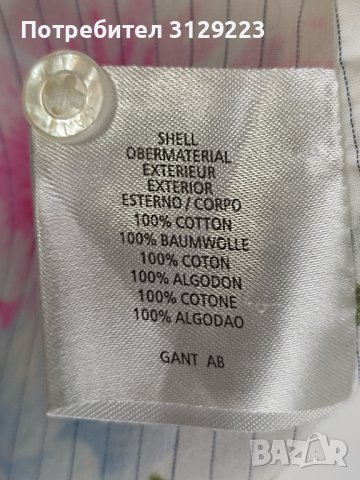 Потребител 3129223
SHELL
OBERMATERIAL
EXTERIEUR
EXTERIOR
ESTERNO / CORPO
100% COTTON
100% BAUMWOLLE
100% COTON
100% ALGODON
100% COTONE
100% ALGODAO
GANT AB
BAZAR